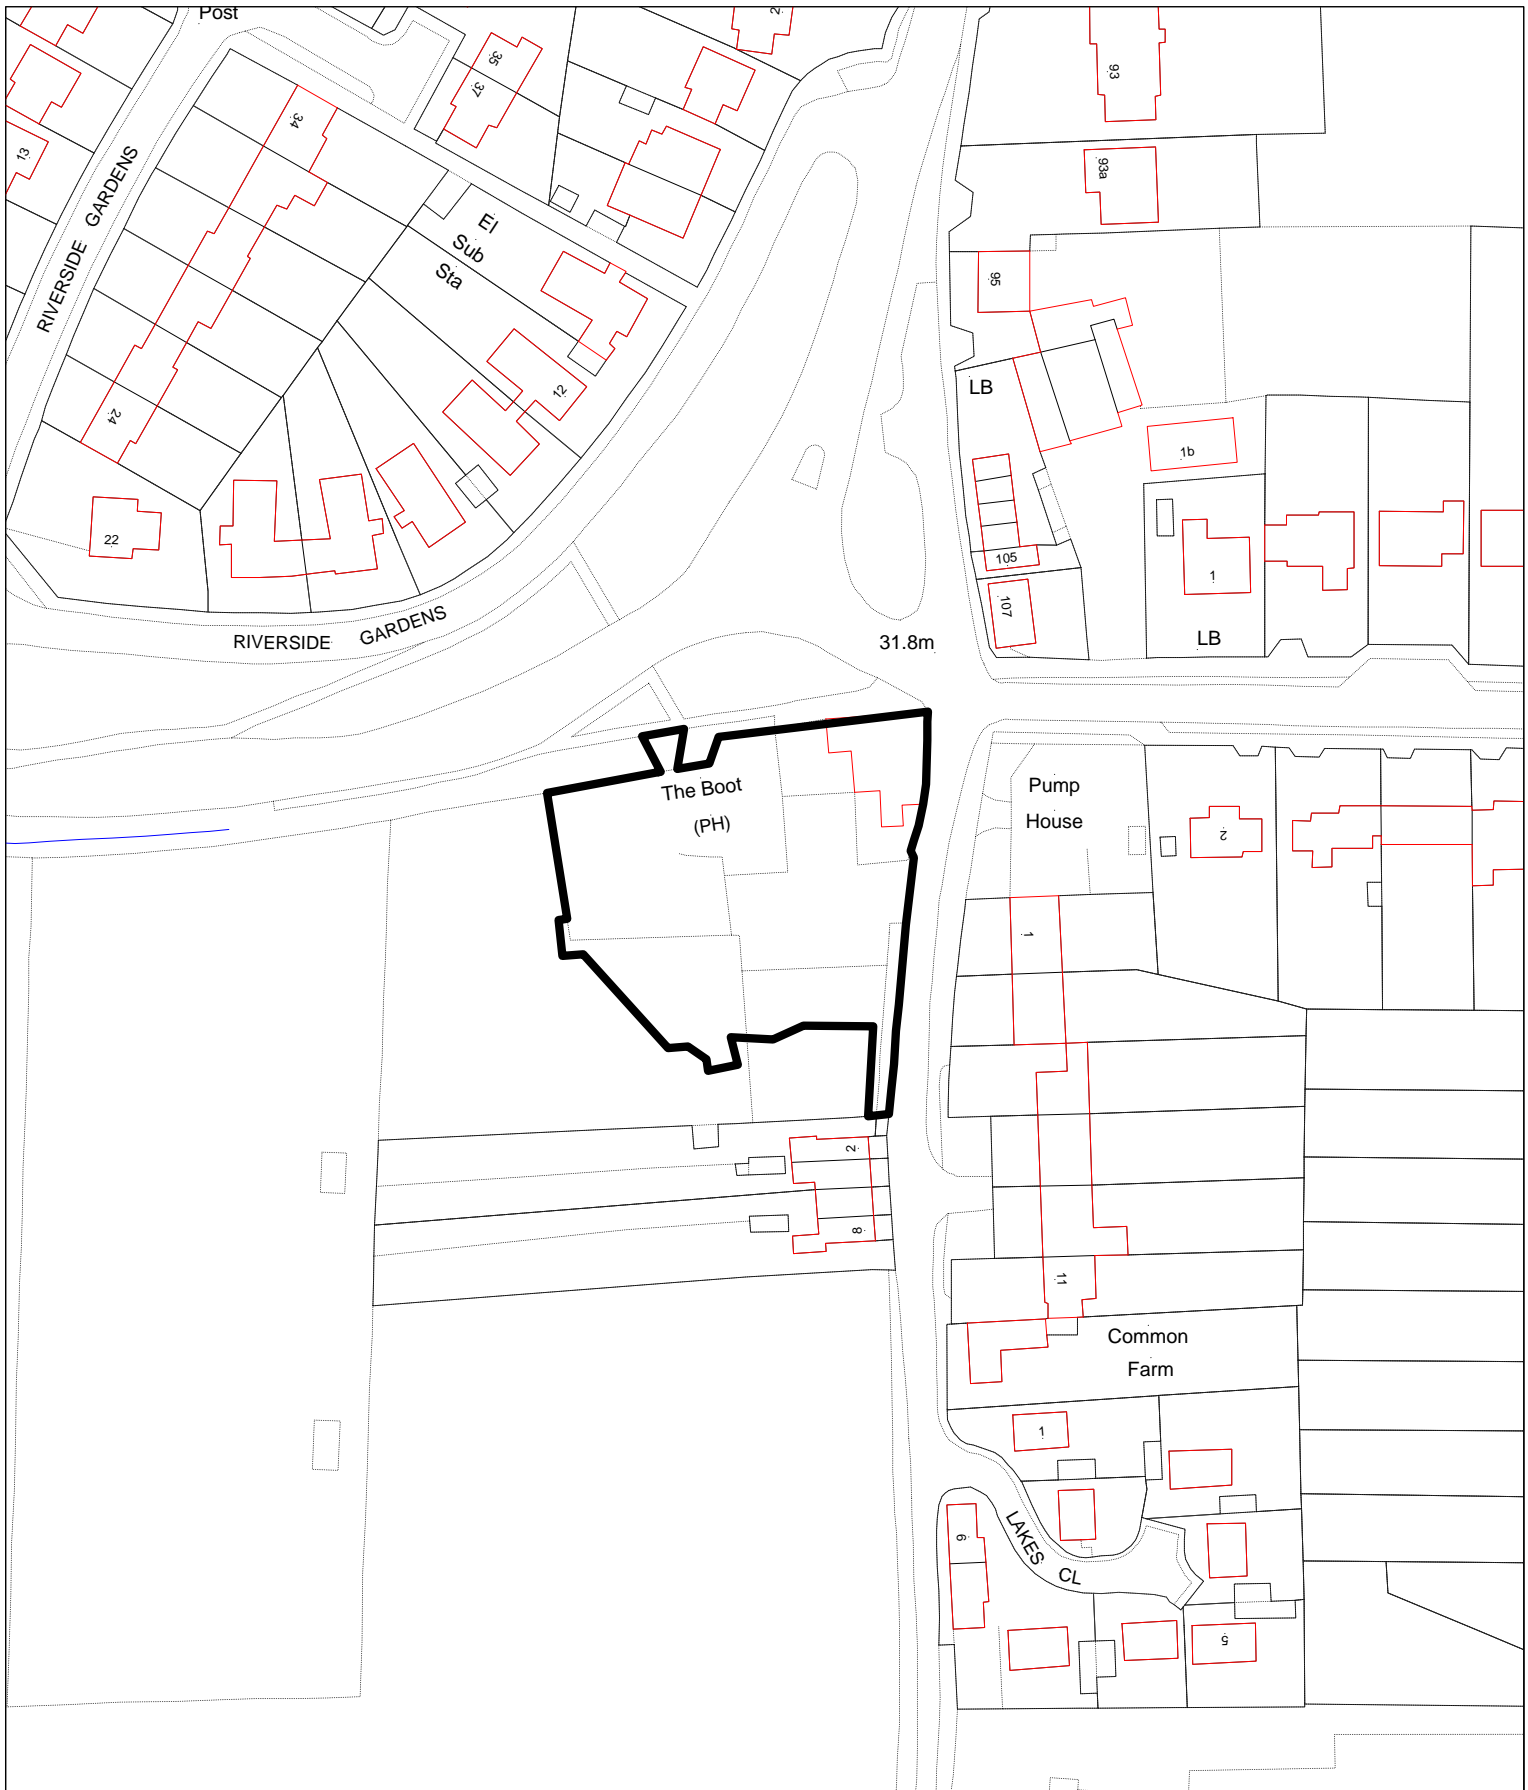 Post
2
35
37
93
34
13
93a
RIVERSIDE GARDENS
El
Sub
Sta
95
LB
12
24
1b
22
105
1
107
RIVERSIDE GARDENS
LB
31.8m
The Boot
(PH)
Pump
House
2
1
2
8
11
Common
Farm
1
6
LAKES CL
5